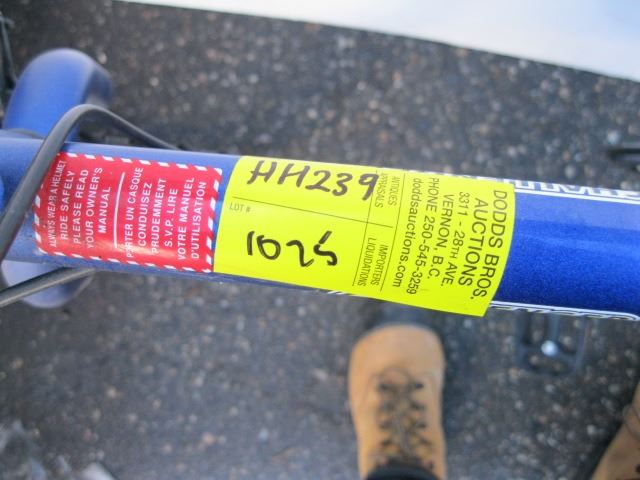 ALWAYS WEAR A HELMET
RIDE SAFELY
PLEASE READ
YOUR OWNER'S
MANUAL
PORTER UN CASQUE
CONDUISEZ
PRUDEMMENT
S.V.P. LIRE
VOTRE MANUEL
D'UTILISATION
HH239
LOT #
1025
ANTIQUES
APPRAISALS
IMPORTERS
LIQUIDATIONS
DODDS BROS.
AUCTIONS
3311 - 28TH AVE.
VERNON, B.C.
PHONE 250-545-3259
doddsauctions.com